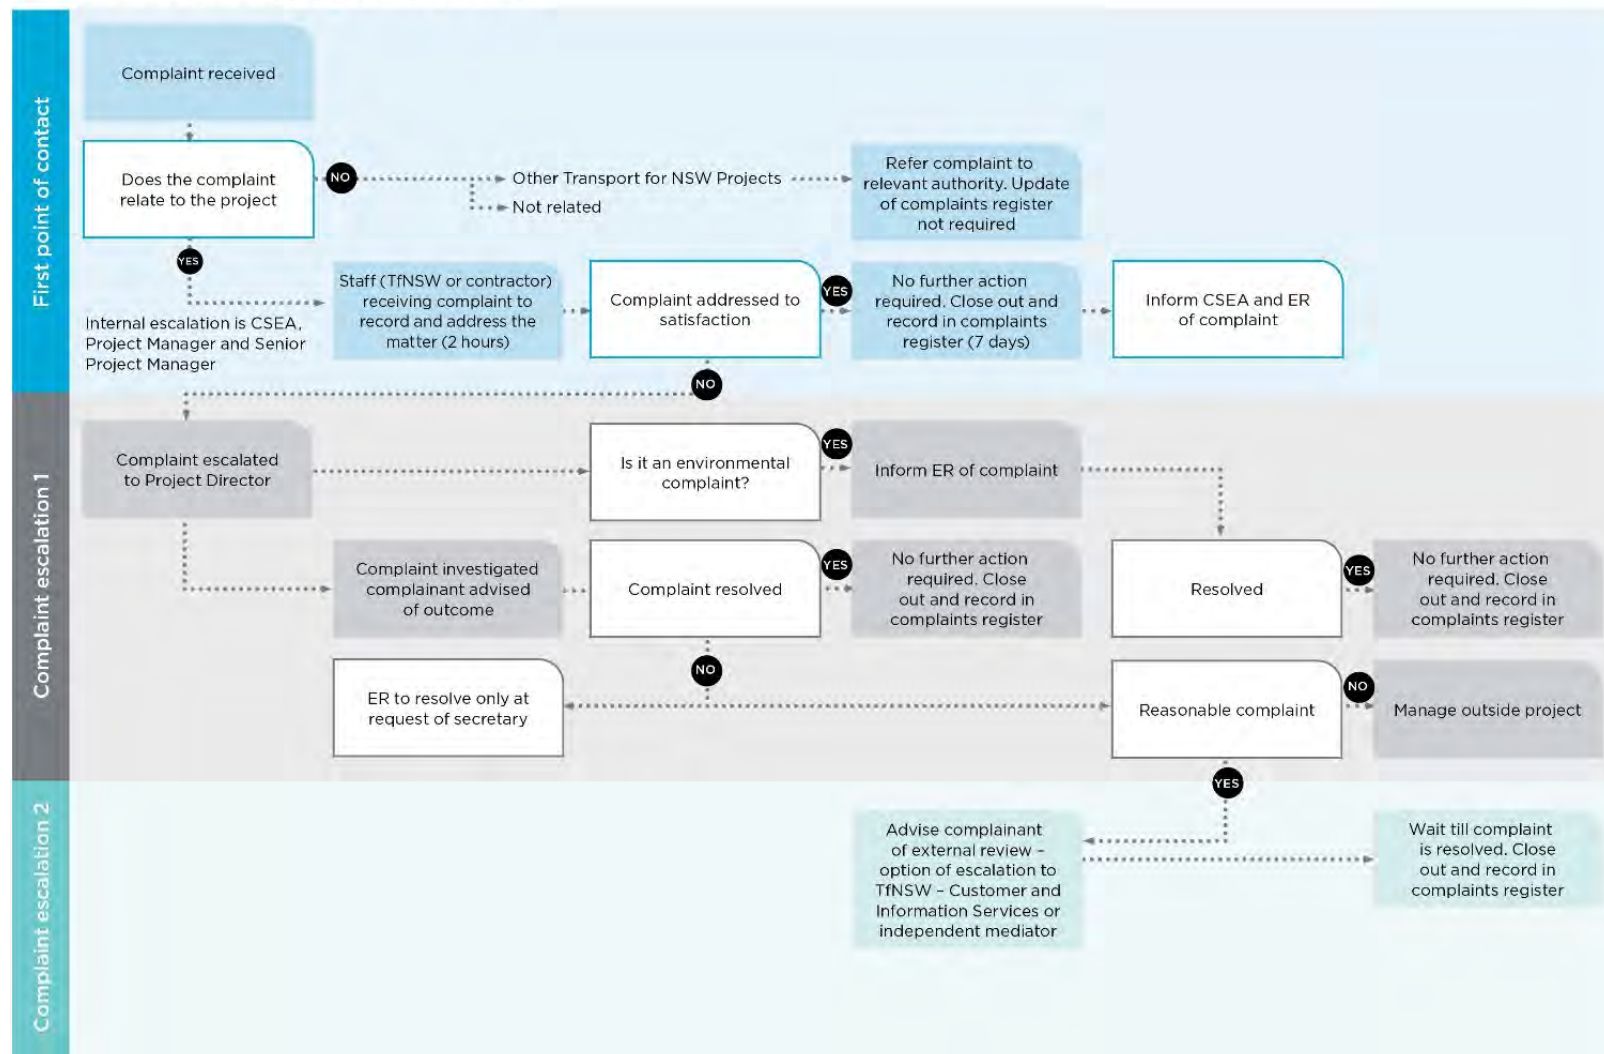 First point of contact
Complaint received
Does the complaint
relate to the project
NO
Other Transport for NSW Projects
Not related
Refer complaint to
relevant authority. Update
of complaints register
not required
YES
Internal escalation is CSEA,
Project Manager and Senior
Project Manager
Staff (TfNSW or contractor)
receiving complaint to
record and address the
matter (2 hours)
Complaint addressed to
satisfaction
YES
No further action
required. Close out and
record in complaints
register (7 days)
Inform CSEA and ER
of complaint
NO
Complaint escalation 1
Complaint escalated
to Project Director
Is it an environmental
complaint?
YES
Inform ER of complaint
Complaint investigated
complainant advised
of outcome
Complaint resolved
YES
No further action
required. Close
out and record in
complaints register
Resolved
YES
No further action
required. Close
out and record in
complaints register
NO
ER to resolve only at
request of secretary
Reasonable complaint
NO
Manage outside project
YES
Complaint escalation 2
Advise complainant
of external review –
option of escalation to
TfNSW – Customer and
Information Services or
independent mediator
Wait till complaint
is resolved. Close
out and record in
complaints register